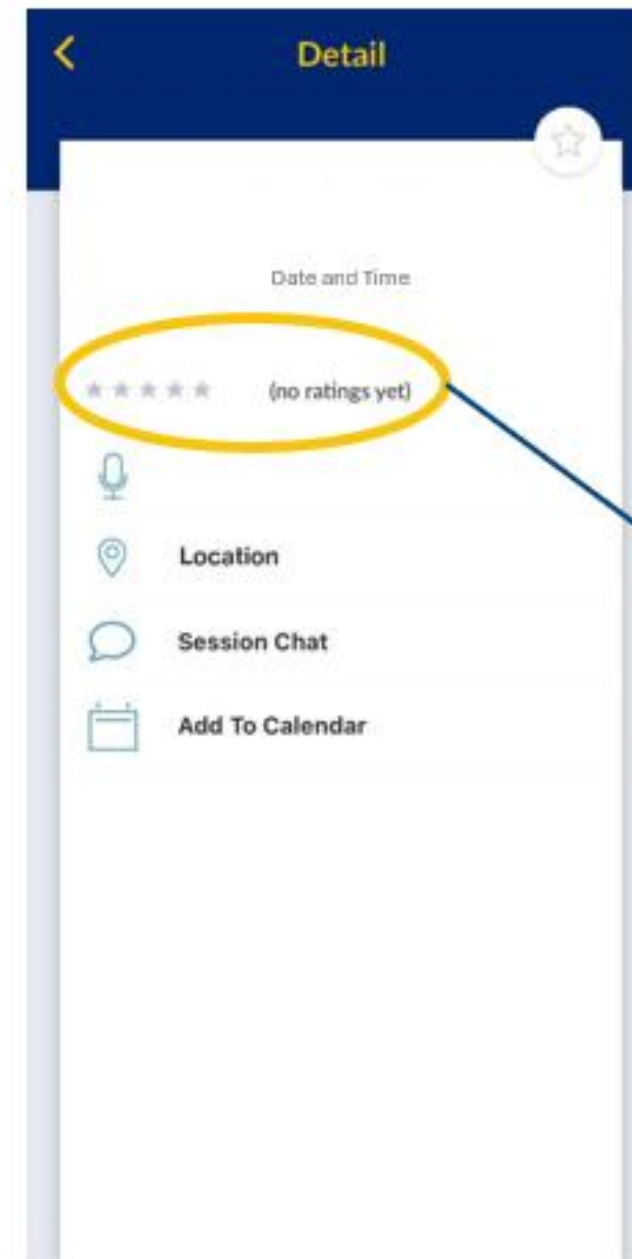 Detail
Date and Time
(no ratings yet)
Location
Session Chat
Add To Calendar